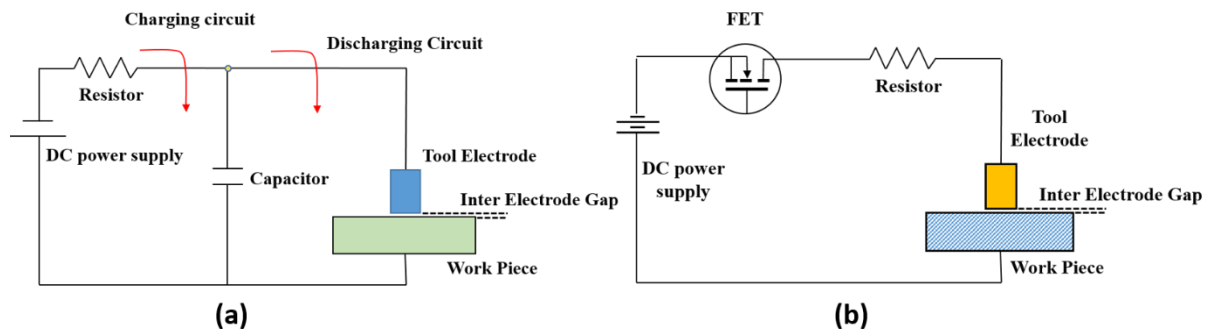 Charging circuit
Discharging Circuit
Resistor
DC power supply
Capacitor
Tool Electrode
Inter Electrode Gap
Work Piece
(a)
FET
Resistor
Tool
Electrode
DC power
supply
Inter Electrode Gap
Work Piece
(b)